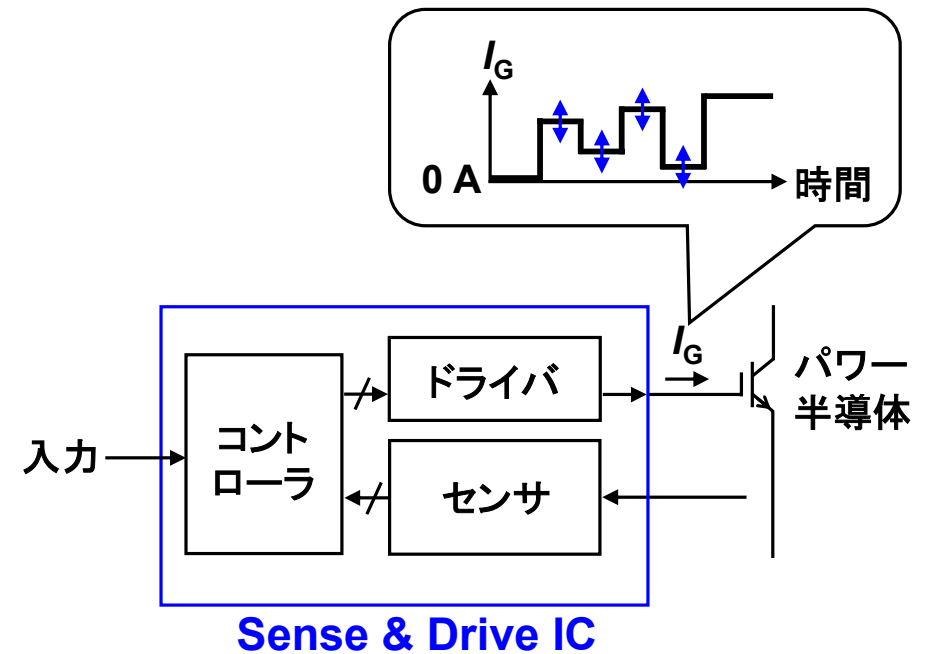 IG
0 A
時間
IG
パワー
半導体
ドライバ
コント
ローラ
入力
センサ
Sense & Drive IC